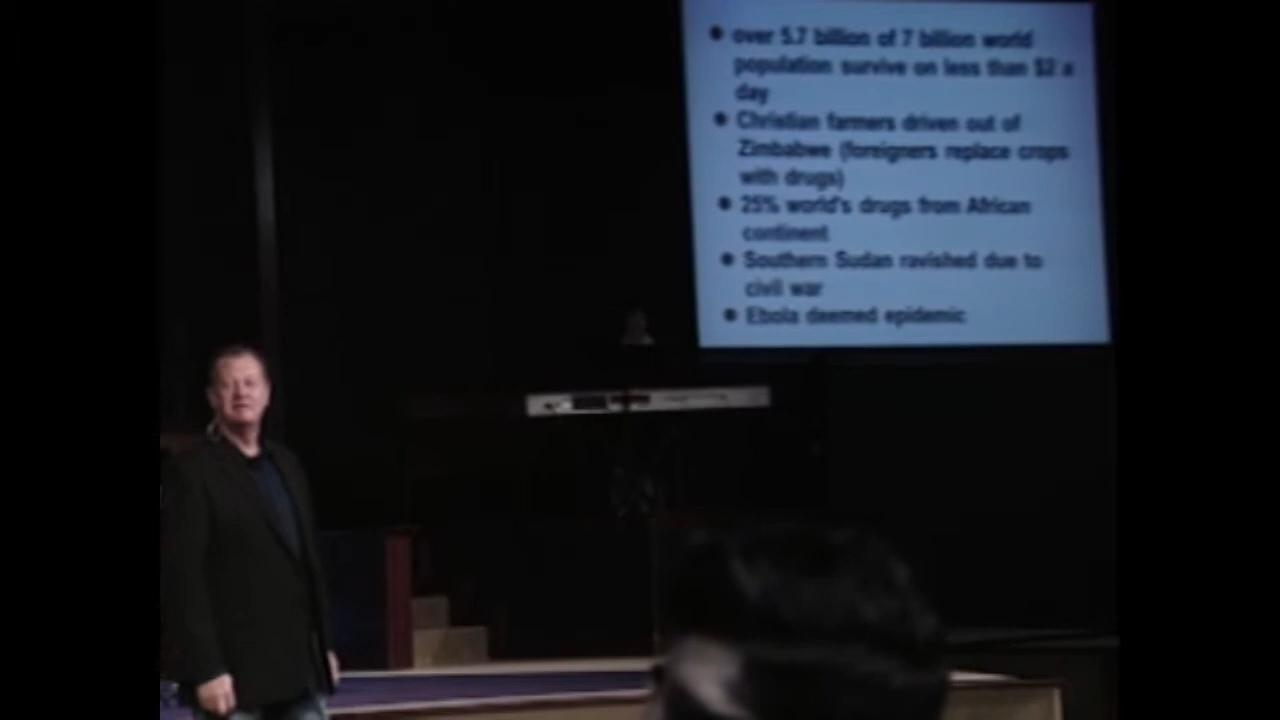 over 5.7 billion of 7 billion world
population survive on less than $2 a
day
Christian farmers driven out of
Zimbabwe (foreigners replace crops
with drugs)
25% world's drugs from African
continent
Southern Sudan ravished due to
civil war
Ebola deemed epidemic